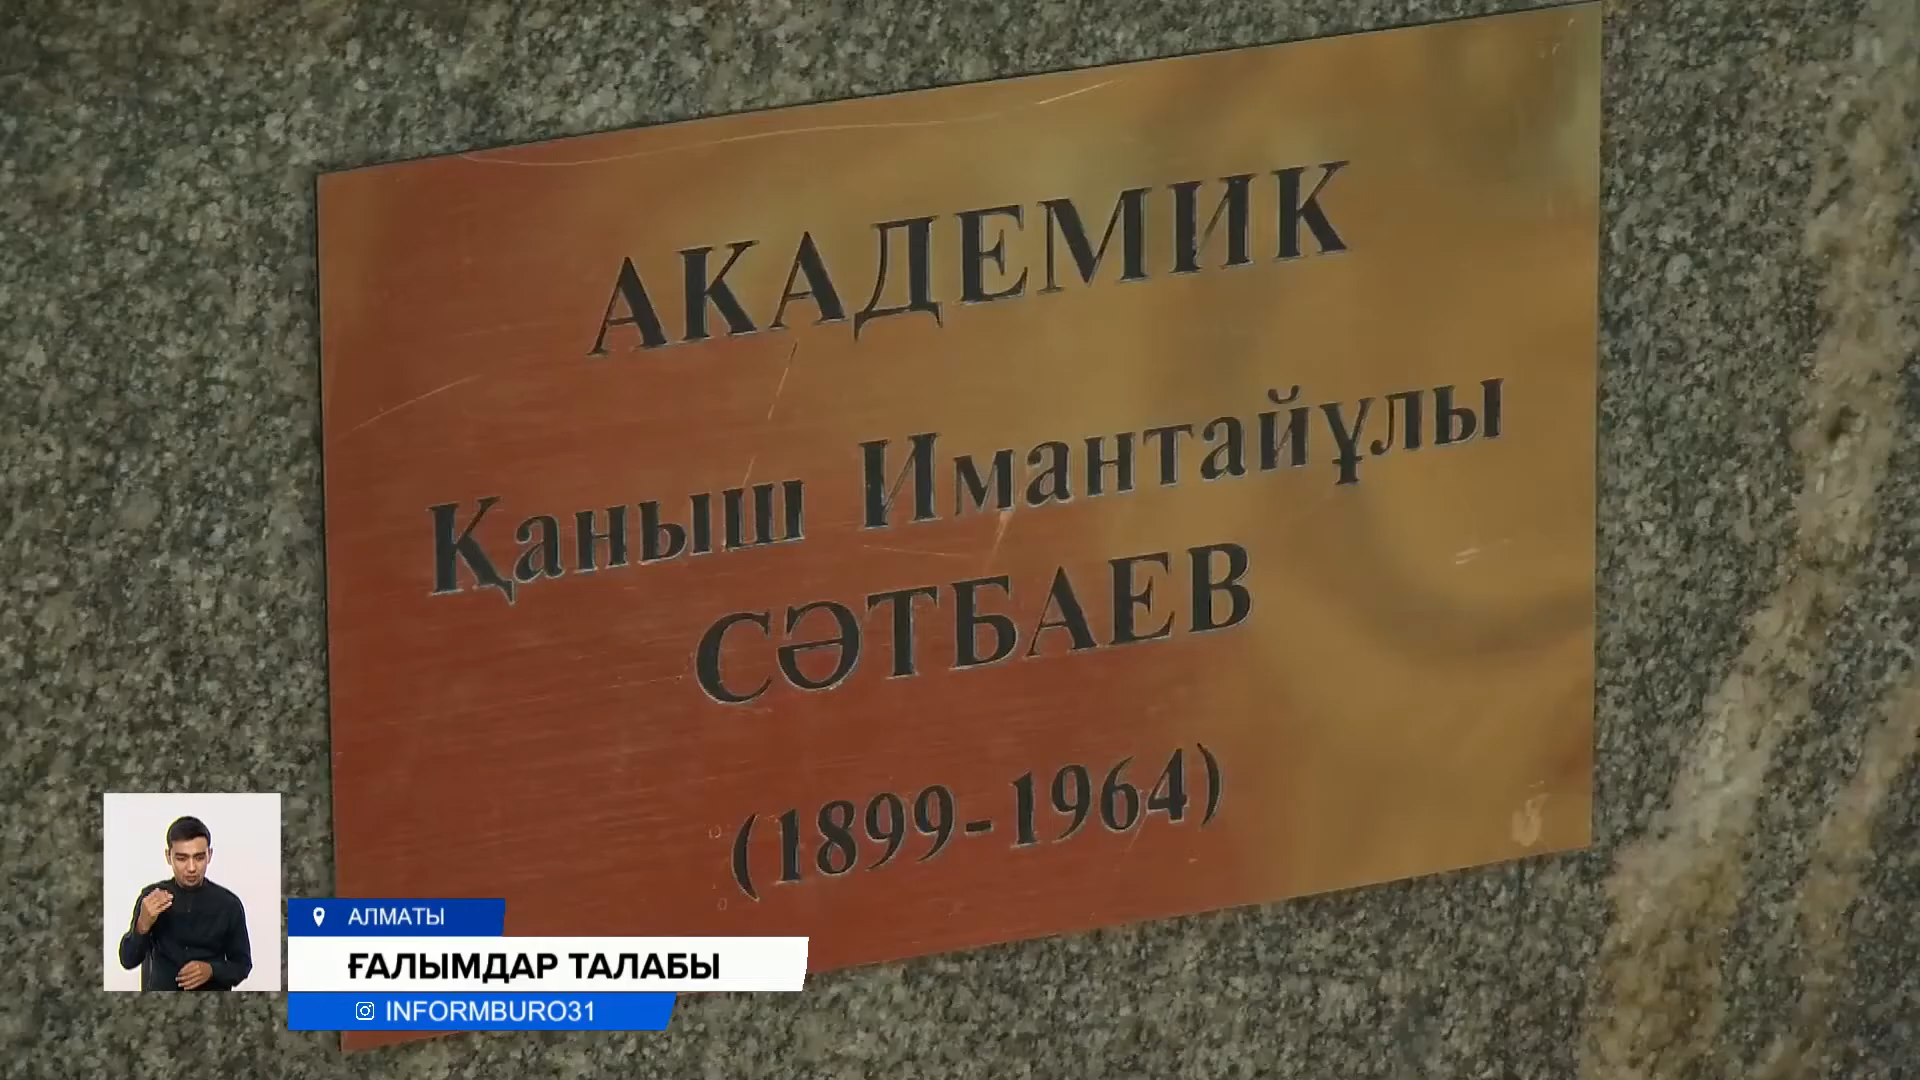 АКАДЕМИК
Қаныш Имантайұлы
СӘТБАЕВ
(1899-1964)
АЛМАТЫ
ҒАЛЫМДАР ТАЛАБЫ
INFORMBURO31